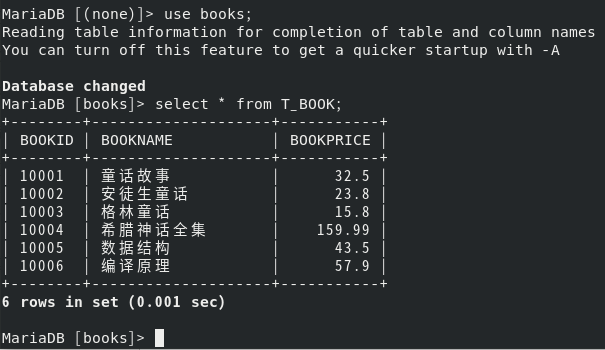 MariaDB [(none)]> use books;
Reading table information for completion of table and column names
You can turn off this feature to get a quicker startup with -A
Database changed
MariaDB [books]> select * from T_BOOK;
+--------+--------------------+-----------+
| BOOKID | BOOKNAME           | BOOKPRICE |
+--------+--------------------+-----------+
| 10001  | 童话故事           |      32.5 |
| 10002  | 安徒生童话         |      23.8 |
| 10003  | 格林童话           |      15.8 |
| 10004  | 希腊神话全集       |    159.99 |
| 10005  | 数据结构           |      43.5 |
| 10006  | 编译原理           |      57.9 |
+--------+--------------------+-----------+
6 rows in set (0.001 sec)
MariaDB [books]>